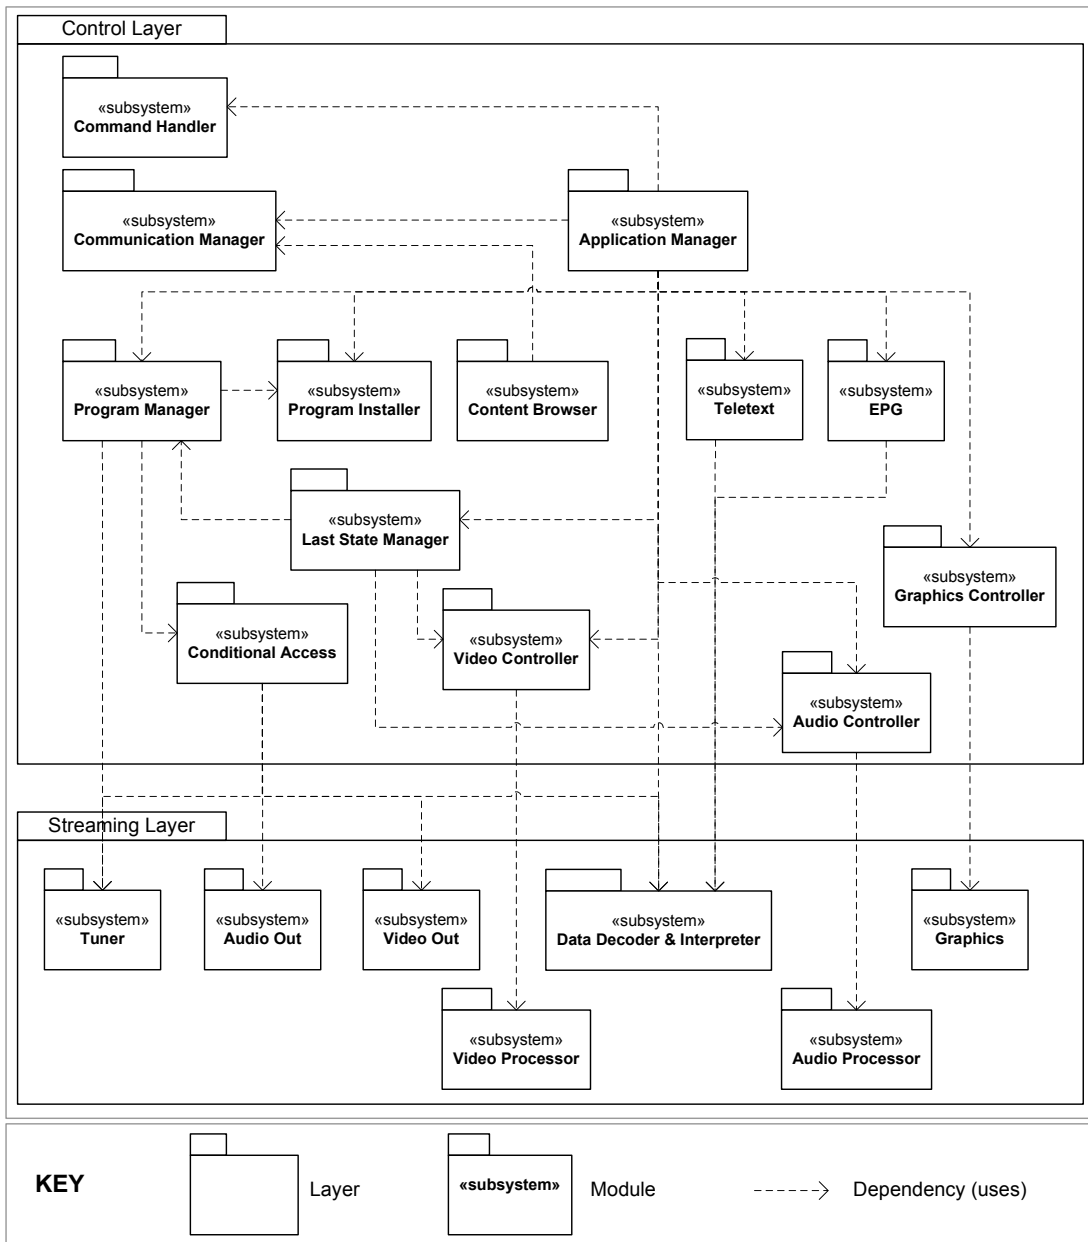 Control Layer
«subsystem»
Command Handler
«subsystem»
Communication Manager
«subsystem»
Application Manager
«subsystem»
Program Manager
«subsystem»
Program Installer
«subsystem»
Content Browser
«subsystem»
Teletext
«subsystem»
EPG
«subsystem»
Last State Manager
«subsystem»
Graphics Controller
«subsystem»
Conditional Access
«subsystem»
Video Controller
«subsystem»
Audio Controller
Streaming Layer
«subsystem»
Tuner
«subsystem»
Audio Out
«subsystem»
Video Out
«subsystem»
Data Decoder & Interpreter
«subsystem»
Graphics
«subsystem»
Video Processor
«subsystem»
Audio Processor
KEY
Layer
«subsystem»
Module
Dependency (uses)